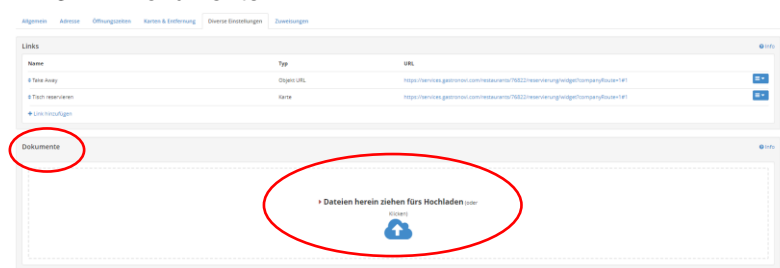 Allgemein Adresse Öffnungszeiten Karten & Entfernung Diverse Einstellungen Zuweisungen
Links Info
Name Typ URL
Take Away Objekt URL https://services.gastronovi.com/restaurants/76822/reservierung/widget?companyRoute=1#1
Tisch reservieren Karte https://services.gastronovi.com/restaurants/76822/reservierung/widget?companyRoute=1#1
+ Link hinzufügen
Dokumente Info
Dateien herein ziehen fürs Hochladen (oder
klicken)